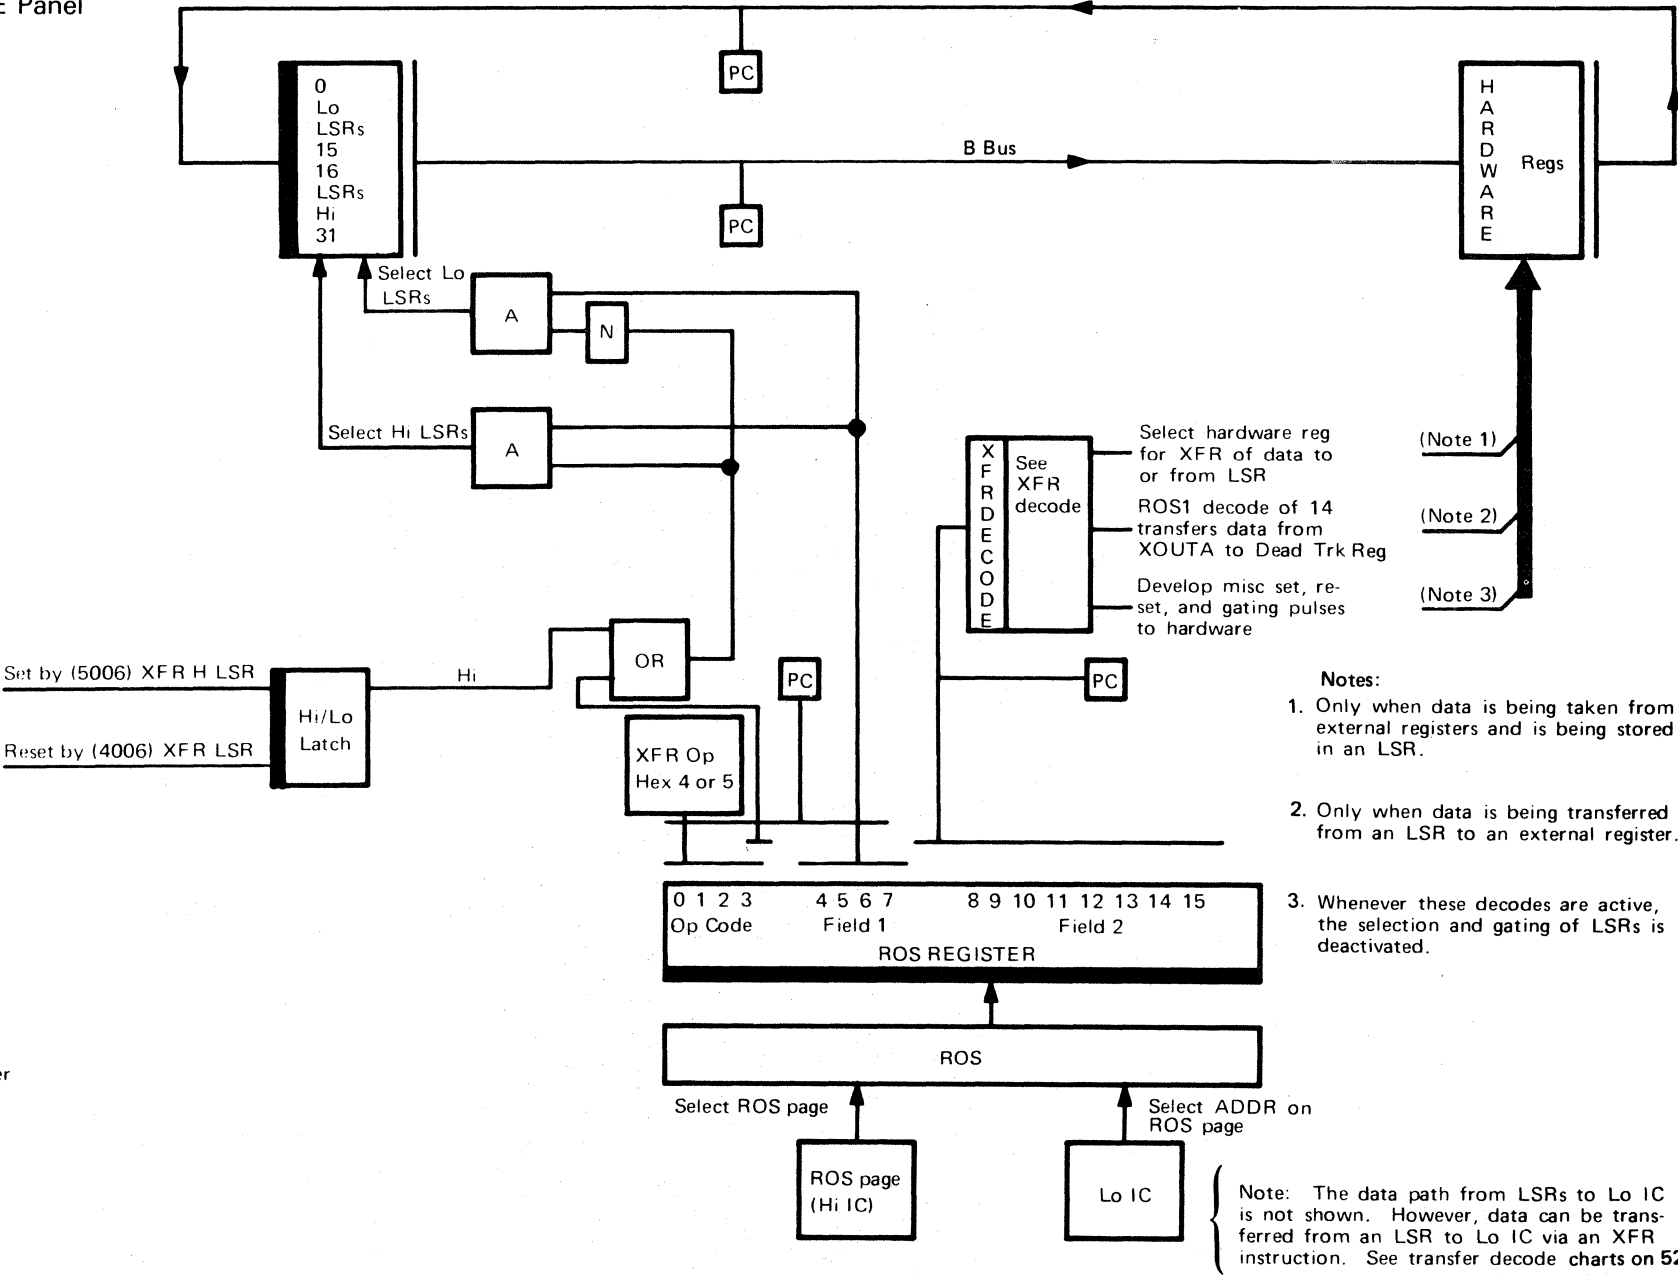 Panel
PC
0
Lo
LSRs
15
16
LSRs
Hi
31
B Bus
PC
HARDWARE
Regs
Select Lo
LSRs
A
N
Select Hi LSRs
A
XFR DECODE
See
XFR
decode
Select hardware reg
for XFR of data to
or from LSR
(Note 1)
ROS1 decode of 14
transfers data from
XOUTA to Dead Trk Reg
(Note 2)
Develop misc set, re-
set, and gating pulses
to hardware
(Note 3)
OR
Set by (5006) XFR H LSR
Hi
PC
PC
Hi/Lo
Latch
Reset by (4006) XFR LSR
XFR Op
Hex 4 or 5
Notes:
1. Only when data is being taken from
external registers and is being stored
in an LSR.
2. Only when data is being transferred
from an LSR to an external register.
3. Whenever these decodes are active,
the selection and gating of LSRs is
deactivated.
0 1 2 3 4 5 6 7 8 9 10 11 12 13 14 15
Op Code Field 1 Field 2
ROS REGISTER
ROS
er
Select ROS page
Select ADDR on
ROS page
ROS page
(Hi IC)
Lo IC
Note: The data path from LSRs to Lo IC
is not shown. However, data can be trans-
ferred from an LSR to Lo IC via an XFR
instruction. See transfer decode charts on 52